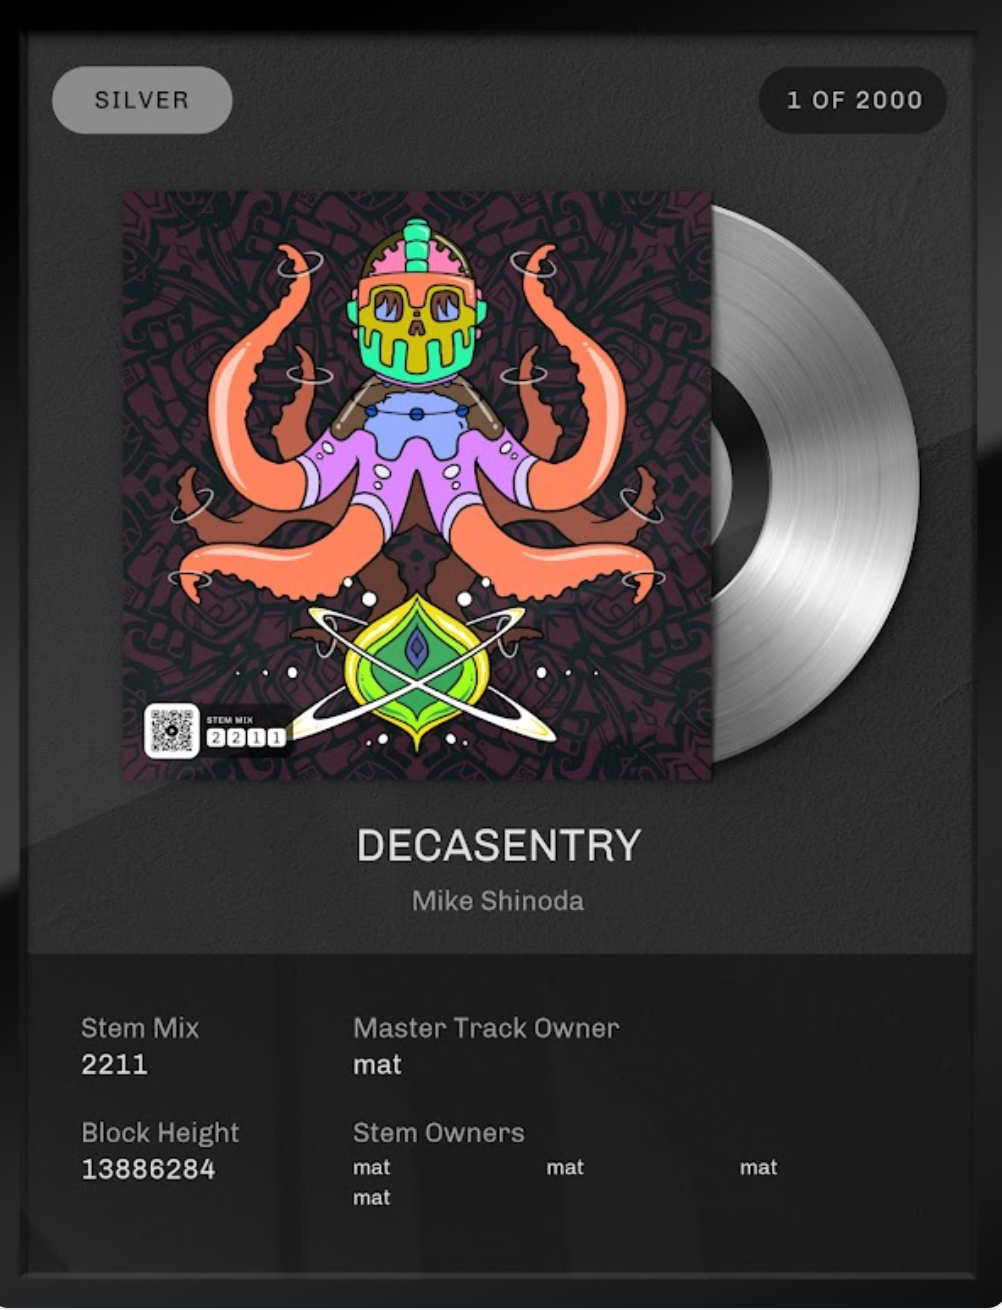 SILVER
1 OF 2000
STEM MIX
2211
DECASENTRY
Mike Shinoda
Stem Mix
2211
Master Track Owner
mat
Block Height
13886284
Stem Owners
mat mat mat
mat